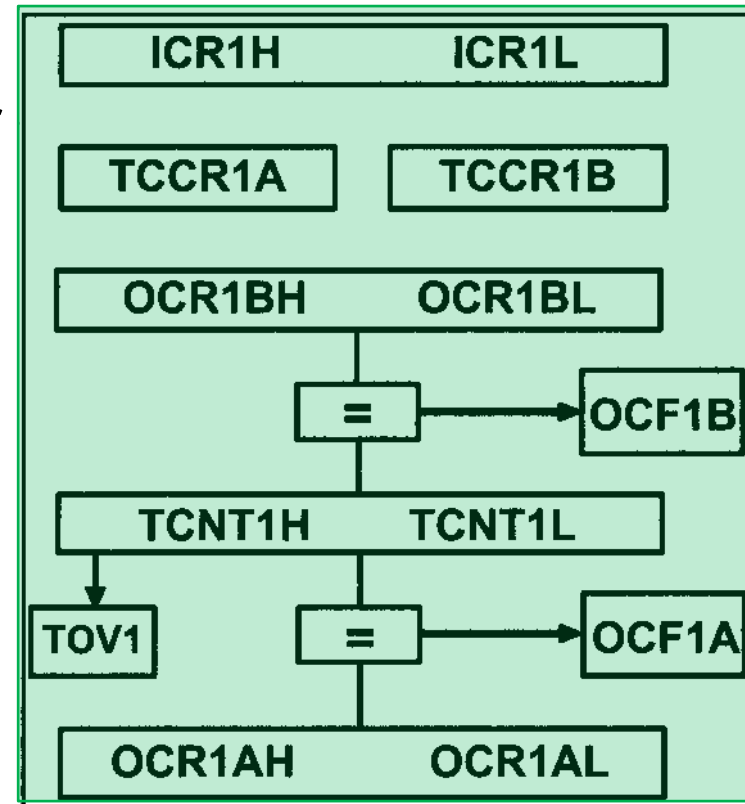 ICR1H ICR1L
TCCR1A TCCR1B
OCR1BH OCR1BL
= OCF1B
TCNT1H TCNT1L
TOV1 = OCF1A
OCR1AH OCR1AL